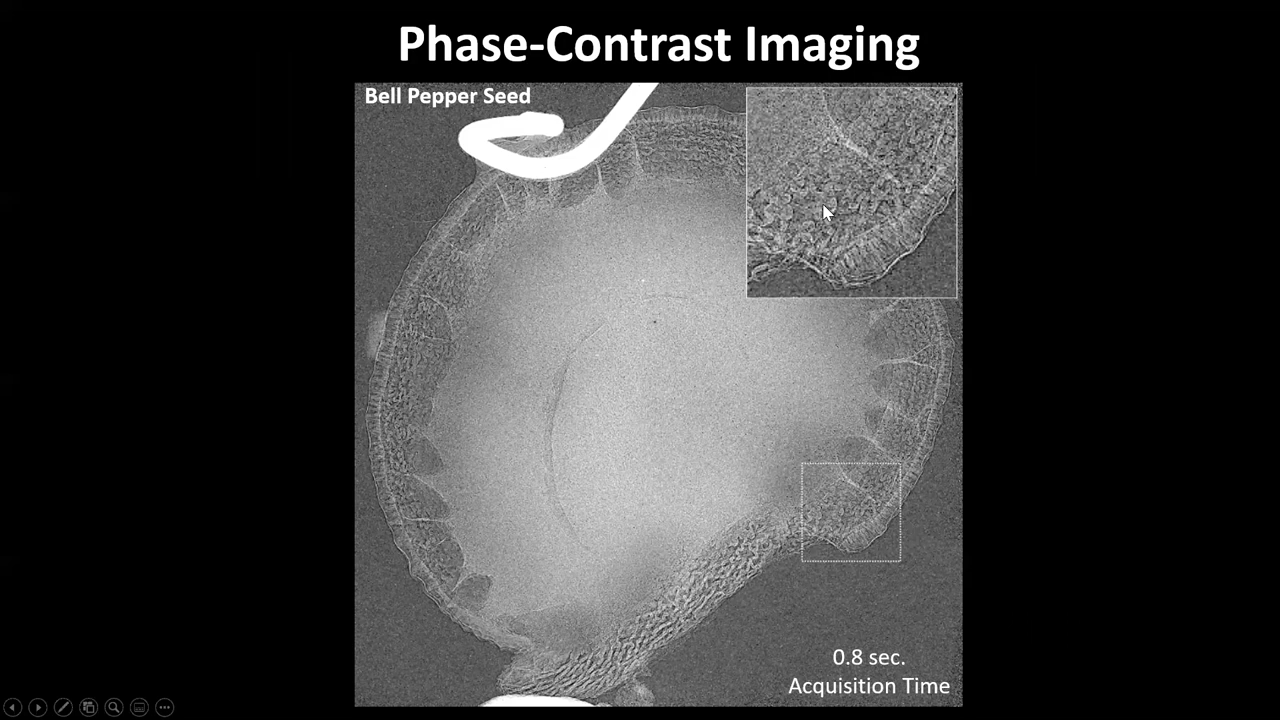 Phase-Contrast Imaging
Bell Pepper Seed
0.8 sec.
Acquisition Time